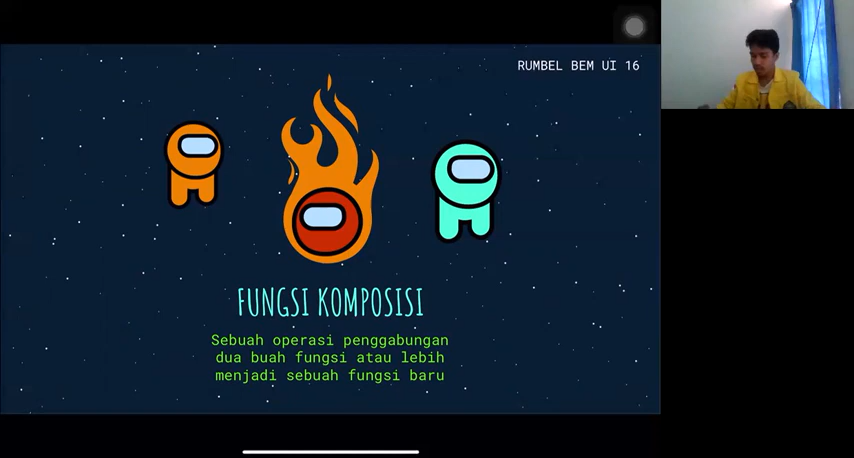 RUMBEL BEM UI 16
FUNGSI KOMPOSISI
Sebuah operasi penggabungan
dua buah fungsi atau lebih
menjadi sebuah fungsi baru